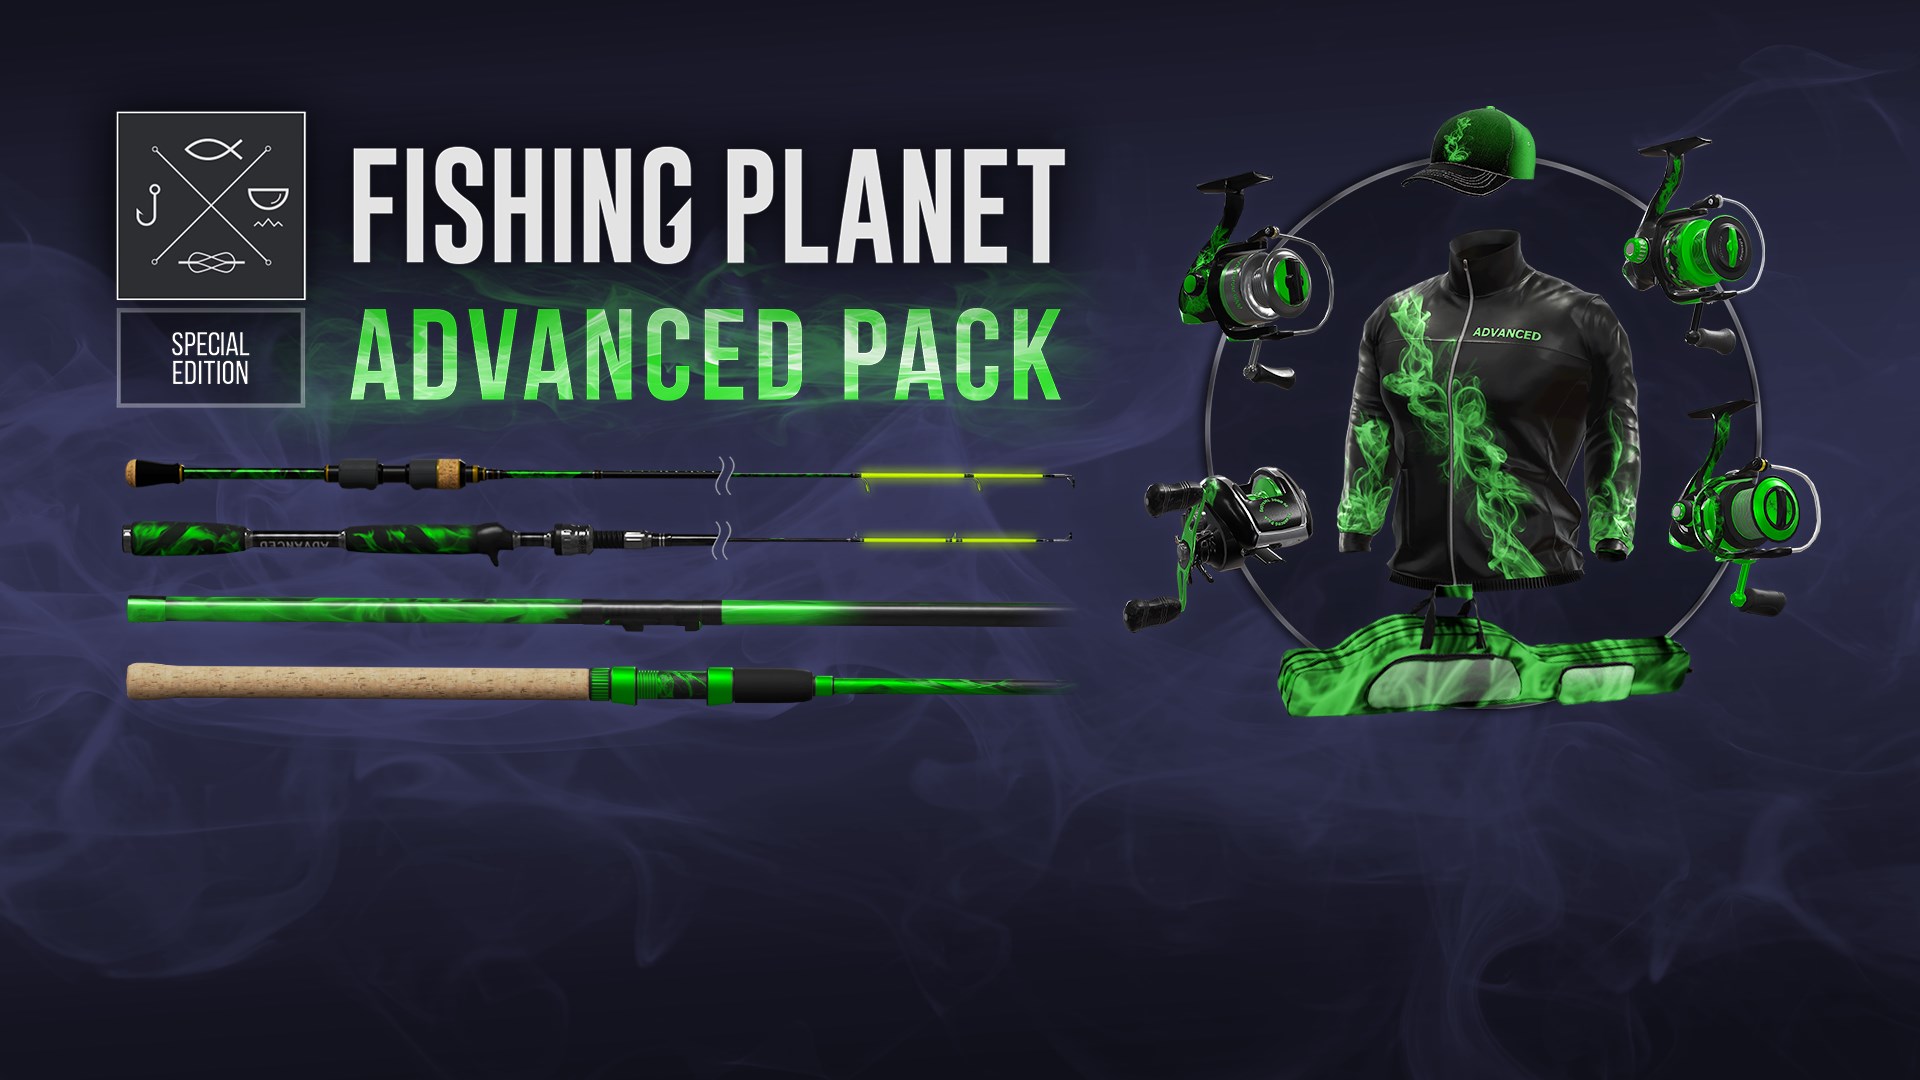 FISHING PLANET
ADVANCED PACK
SPECIAL
EDITION
ADVANCED
ADVANCED